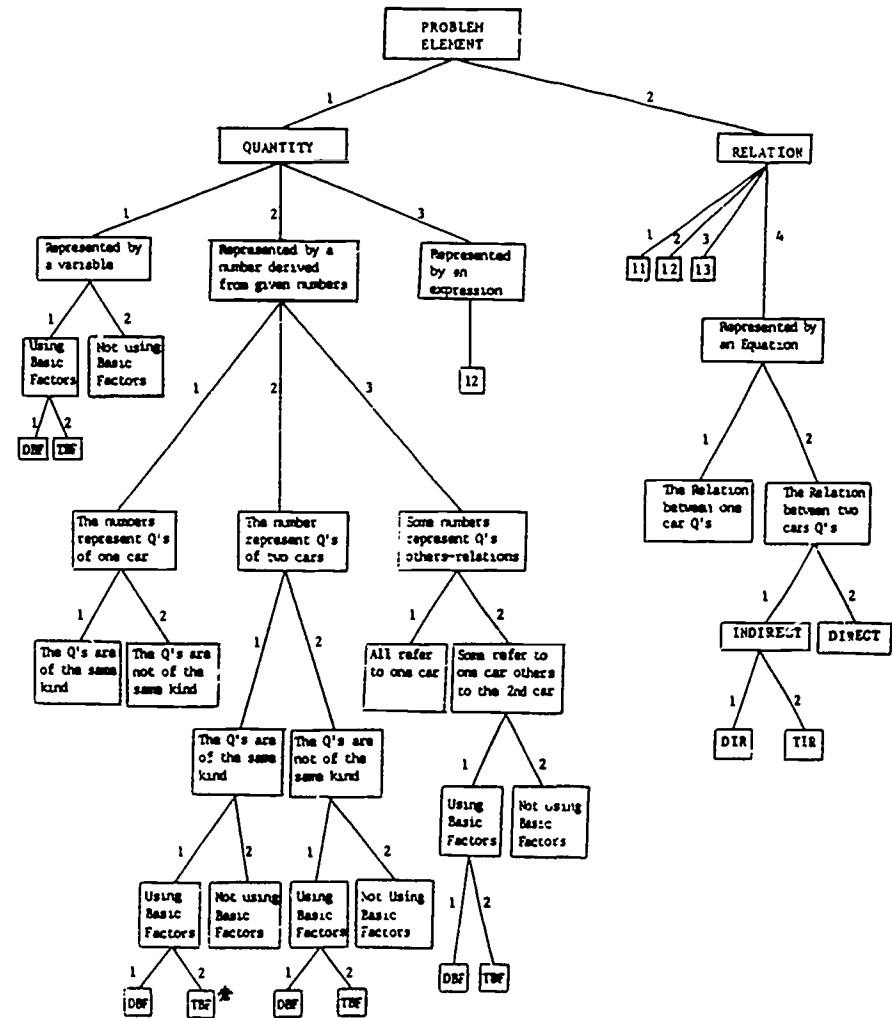 PROBLEM
ELEMENT
1
2
QUANTITY
RELATION
1
2
3
1
2
3
4
Represented by
a variable
Represented by a
number derived
from given numbers
Represented
by an
expression
11
12
13
1
2
Using
Basic
Factors
Not using
Basic
Factors
12
Represented by
an Equation
1
2
DBF
TBF
1
2
3
1
2
The numbers
represent Q's
of one car
The number
represent Q's
of two cars
Some numbers
represent Q's
others-relations
The Relation
between one
car Q's
The Relation
between two
cars Q's
1
2
1
2
1
2
1
2
The Q's are
of the same
kind
The Q's are
not of the
same kind
All refer
to one car
Some refer to
one car others
to the 2nd car
INDIRECT
DIRECT
1
2
DIR
TIR
The Q's are
of the same
kind
The Q's are
not of the
same kind
1
2
Using
Basic
Factors
Not using
Basic
Factors
1
2
1
2
Using
Basic
Factors
Not using
Basic
Factors
Using
Basic
Factors
Not Using
Basic
Factors
1
2
DBF
TBF
1
2
1
2
DBF
TBF
DBF
TBF